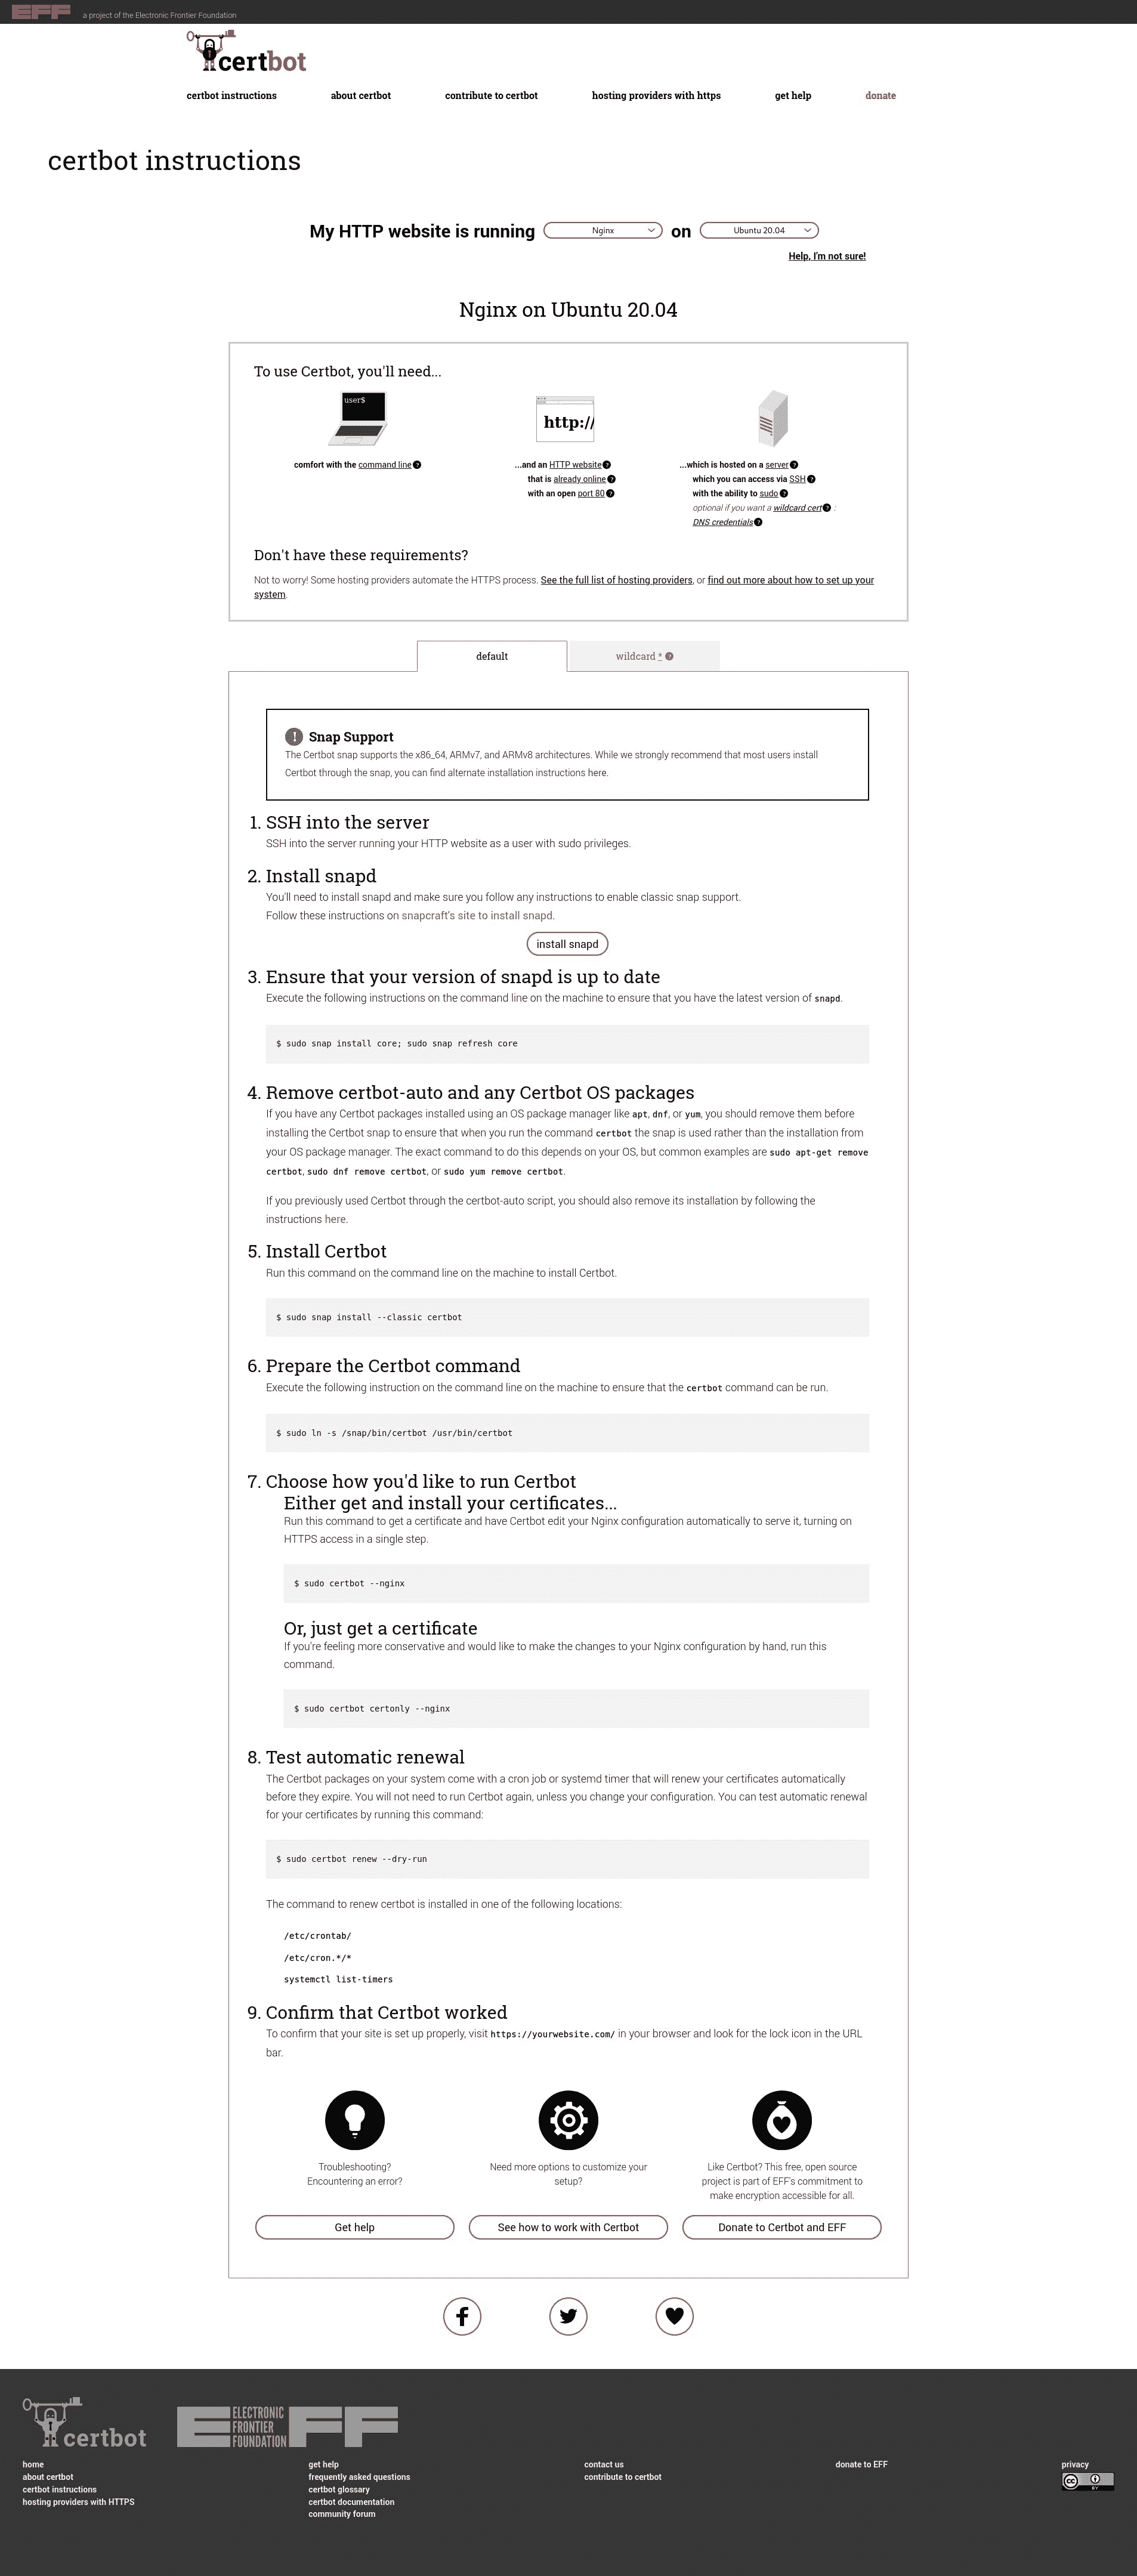 EFF a project of the Electronic Frontier Foundation
certbot
certbot instructions about certbot contribute to certbot hosting providers with https get help donate
certbot instructions
My HTTP website is running Nginx on Ubuntu 20.04
Help, I'm not sure!
Nginx on Ubuntu 20.04
To use Certbot, you'll need...
user$
http://
comfort with the command line ?
...and an HTTP website ?
that is already online ?
with an open port 80 ?
...which is hosted on a server ?
which you can access via SSH ?
with the ability to sudo ?
optional if you want a wildcard cert ? :
DNS credentials ?
Don't have these requirements?
Not to worry! Some hosting providers automate the HTTPS process. See the full list of hosting providers, or find out more about how to set up your
system.
default wildcard * ?
! Snap Support
The Certbot snap supports the x86_64, ARMv7, and ARMv8 architectures. While we strongly recommend that most users install
Certbot through the snap, you can find alternate installation instructions here.
1. SSH into the server
SSH into the server running your HTTP website as a user with sudo privileges.
2. Install snapd
You'll need to install snapd and make sure you follow any instructions to enable classic snap support.
Follow these instructions on snapcraft's site to install snapd.
install snapd
3. Ensure that your version of snapd is up to date
Execute the following instructions on the command line on the machine to ensure that you have the latest version of snapd.
$ sudo snap install core; sudo snap refresh core
4. Remove certbot-auto and any Certbot OS packages
If you have any Certbot packages installed using an OS package manager like apt, dnf, or yum, you should remove them before
installing the Certbot snap to ensure that when you run the command certbot the snap is used rather than the installation from
your OS package manager. The exact command to do this depends on your OS, but common examples are sudo apt-get remove
certbot, sudo dnf remove certbot, or sudo yum remove certbot.
If you previously used Certbot through the certbot-auto script, you should also remove its installation by following the
instructions here.
5. Install Certbot
Run this command on the command line on the machine to install Certbot.
$ sudo snap install --classic certbot
6. Prepare the Certbot command
Execute the following instruction on the command line on the machine to ensure that the certbot command can be run.
$ sudo ln -s /snap/bin/certbot /usr/bin/certbot
7. Choose how you'd like to run Certbot
Either get and install your certificates...
Run this command to get a certificate and have Certbot edit your Nginx configuration automatically to serve it, turning on
HTTPS access in a single step.
$ sudo certbot --nginx
Or, just get a certificate
If you're feeling more conservative and would like to make the changes to your Nginx configuration by hand, run this
command.
$ sudo certbot certonly --nginx
8. Test automatic renewal
The Certbot packages on your system come with a cron job or systemd timer that will renew your certificates automatically
before they expire. You will not need to run Certbot again, unless you change your configuration. You can test automatic renewal
for your certificates by running this command:
$ sudo certbot renew --dry-run
The command to renew certbot is installed in one of the following locations:
/etc/crontab/
/etc/cron.*/*
systemctl list-timers
9. Confirm that Certbot worked
To confirm that your site is set up properly, visit https://yourwebsite.com/ in your browser and look for the lock icon in the URL
bar.
Troubleshooting?
Encountering an error?
Need more options to customize your
setup?
Like Certbot? This free, open source
project is part of EFF's commitment to
make encryption accessible for all.
Get help
See how to work with Certbot
Donate to Certbot and EFF
certbot
EFF ELECTRONIC
FRONTIER
FOUNDATION
home
about certbot
certbot instructions
hosting providers with HTTPS
get help
frequently asked questions
certbot glossary
certbot documentation
community forum
contact us
contribute to certbot
donate to EFF
privacy
cc BY